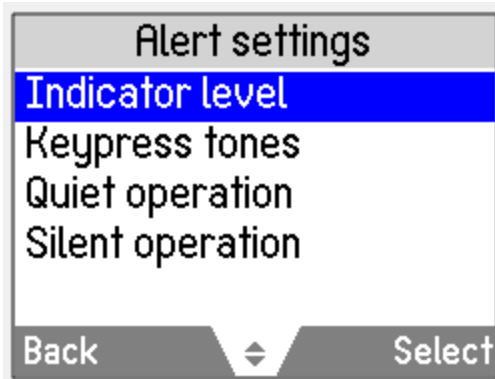 Alert settings
Indicator level
Keypress tones
Quiet operation
Silent operation
Back Select